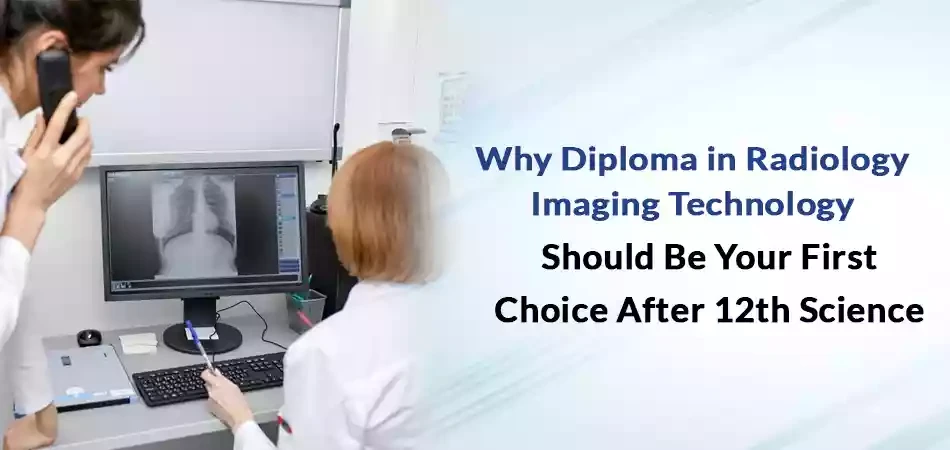 Why Diploma in Radiology
Imaging Technology
Should Be Your First
Choice After 12th Science